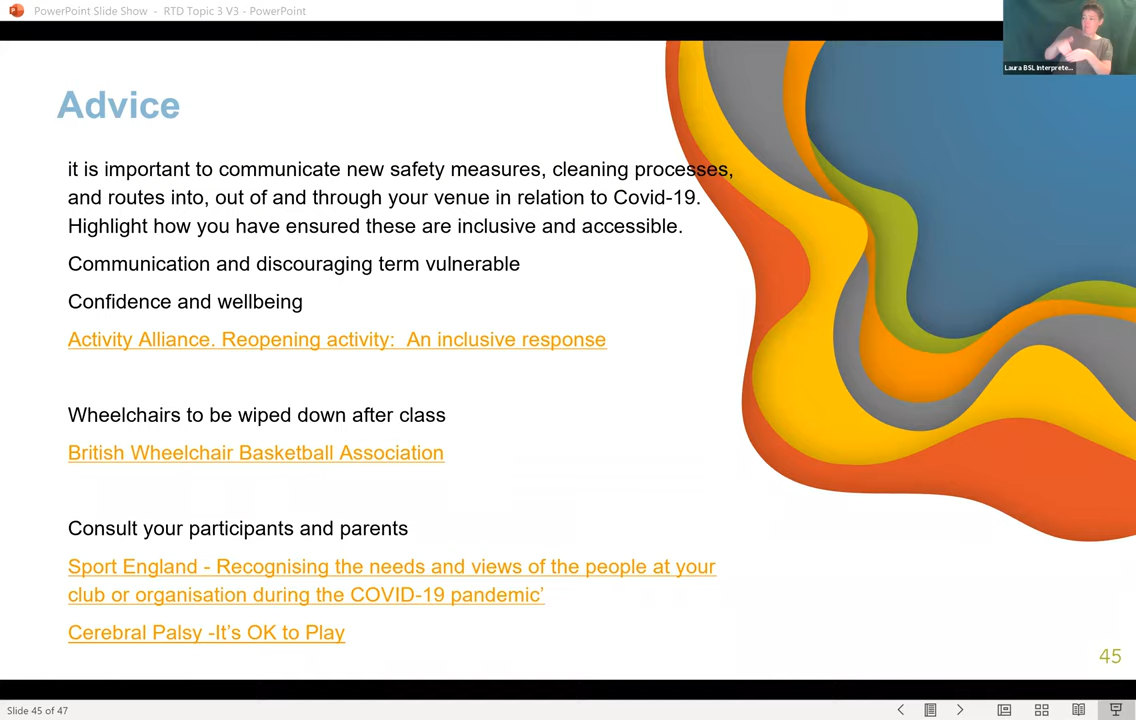 PowerPoint Slide Show - RTD Topic 3 V3 - PowerPoint
Laura BSL Interprete...
Advice
it is important to communicate new safety measures, cleaning processes,
and routes into, out of and through your venue in relation to Covid-19.
Highlight how you have ensured these are inclusive and accessible.
Communication and discouraging term vulnerable
Confidence and wellbeing
Activity Alliance. Reopening activity:  An inclusive response
Wheelchairs to be wiped down after class
British Wheelchair Basketball Association
Consult your participants and parents
Sport England - Recognising the needs and views of the people at your
club or organisation during the COVID-19 pandemic’
Cerebral Palsy -It’s OK to Play
45
Slide 45 of 47